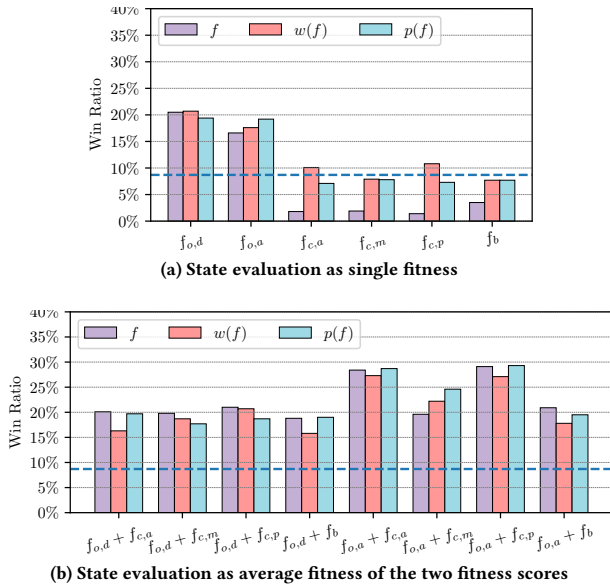 40%
35%
30%
25%
20%
15%
10%
5%
0%
Win Ratio
f w(f) p(f)
f_{o,d} f_{o,a} f_{c,a} f_{c,m} f_{c,p} f_b
(a) State evaluation as single fitness
40%
35%
30%
25%
20%
15%
10%
5%
0%
Win Ratio
f w(f) p(f)
f_{o,d} + f_{c,a} f_{o,d} + f_{c,m} f_{o,d} + f_{c,p} f_{o,d} + f_b f_{o,a} + f_{c,a} f_{o,a} + f_{c,m} f_{o,a} + f_{c,p} f_{o,a} + f_b
(b) State evaluation as average fitness of the two fitness scores